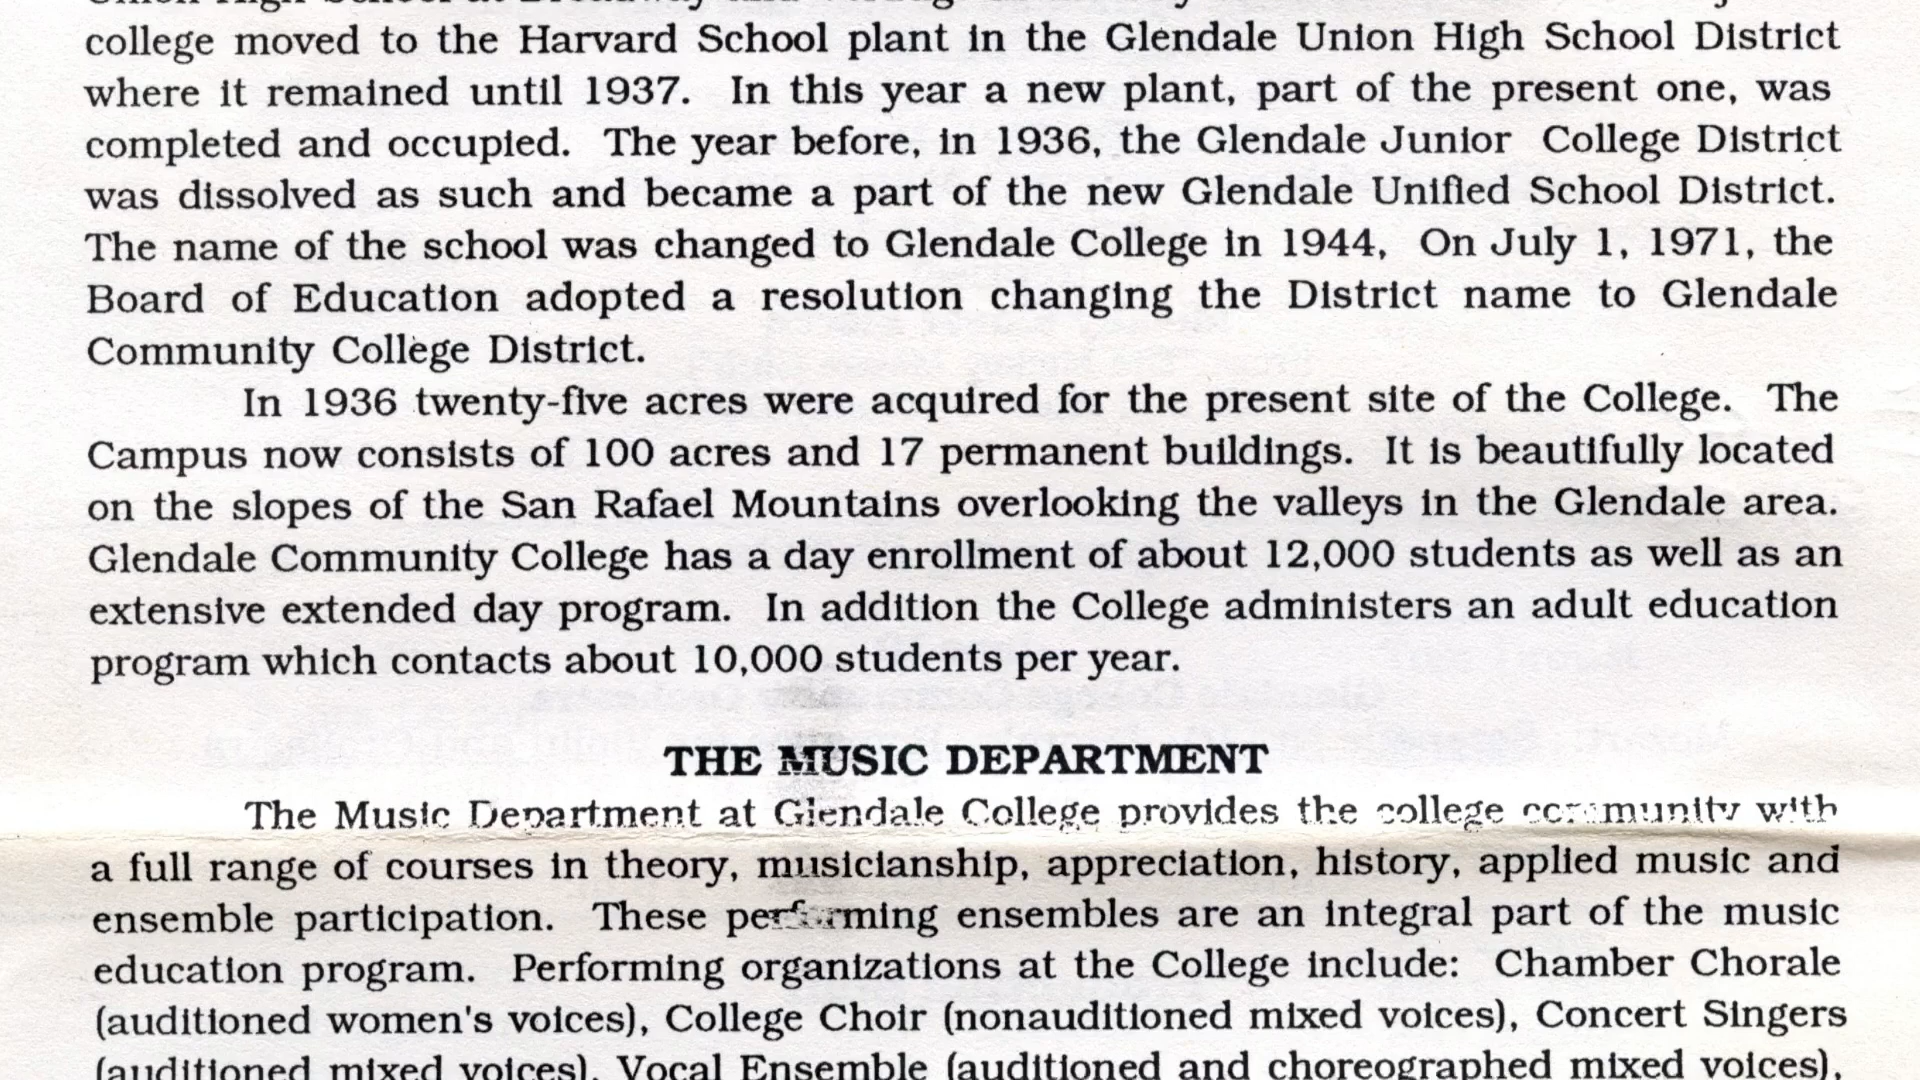 college moved to the Harvard School plant in the Glendale Union High School District
where it remained until 1937. In this year a new plant, part of the present one, was
completed and occupied. The year before, in 1936, the Glendale Junior College District
was dissolved as such and became a part of the new Glendale Unified School District.
The name of the school was changed to Glendale College in 1944, On July 1, 1971, the
Board of Education adopted a resolution changing the District name to Glendale
Community College District.
In 1936 twenty-five acres were acquired for the present site of the College. The
Campus now consists of 100 acres and 17 permanent buildings. It is beautifully located
on the slopes of the San Rafael Mountains overlooking the valleys in the Glendale area.
Glendale Community College has a day enrollment of about 12,000 students as well as an
extensive extended day program. In addition the College administers an adult education
program which contacts about 10,000 students per year.
THE MUSIC DEPARTMENT
The Music Department at Glendale College provides the college community with
a full range of courses in theory, musicianship, appreciation, history, applied music and
ensemble participation. These performing ensembles are an integral part of the music
education program. Performing organizations at the College include: Chamber Chorale
(auditioned women's voices), College Choir (nonauditioned mixed voices), Concert Singers
(auditioned mixed voices), Vocal Ensemble (auditioned and choreographed mixed voices),